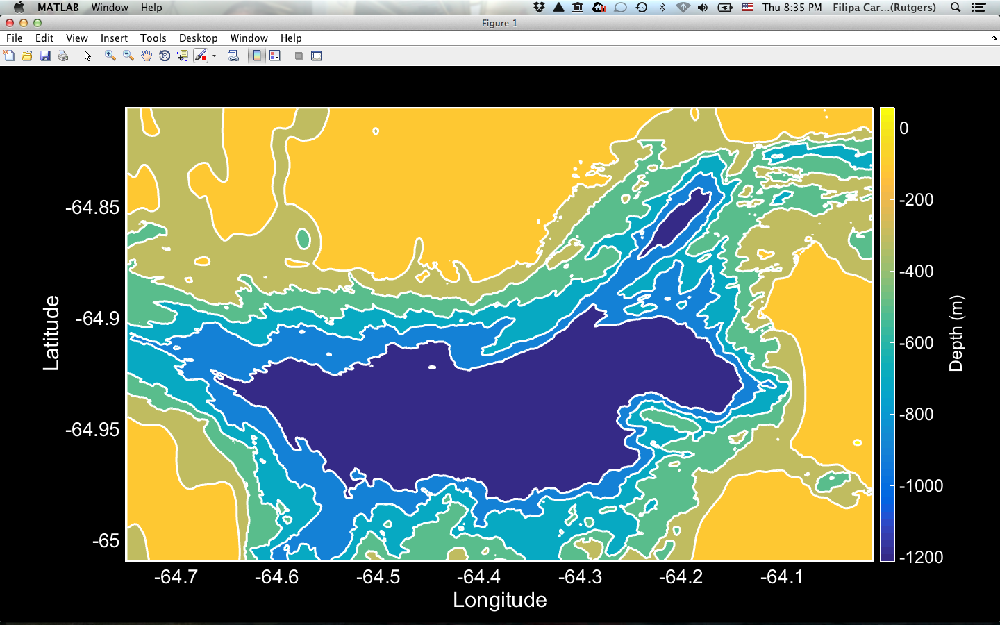 MATLAB Window Help Thu 8:35 PM Filipa Car...(Rutgers)
Figure 1
File Edit View Insert Tools Desktop Window Help
0
-200
-400
-600
-800
-1000
-1200
Depth (m)
-64.85
-64.9
-64.95
-65
Latitude
-64.7 -64.6 -64.5 -64.4 -64.3 -64.2 -64.1
Longitude